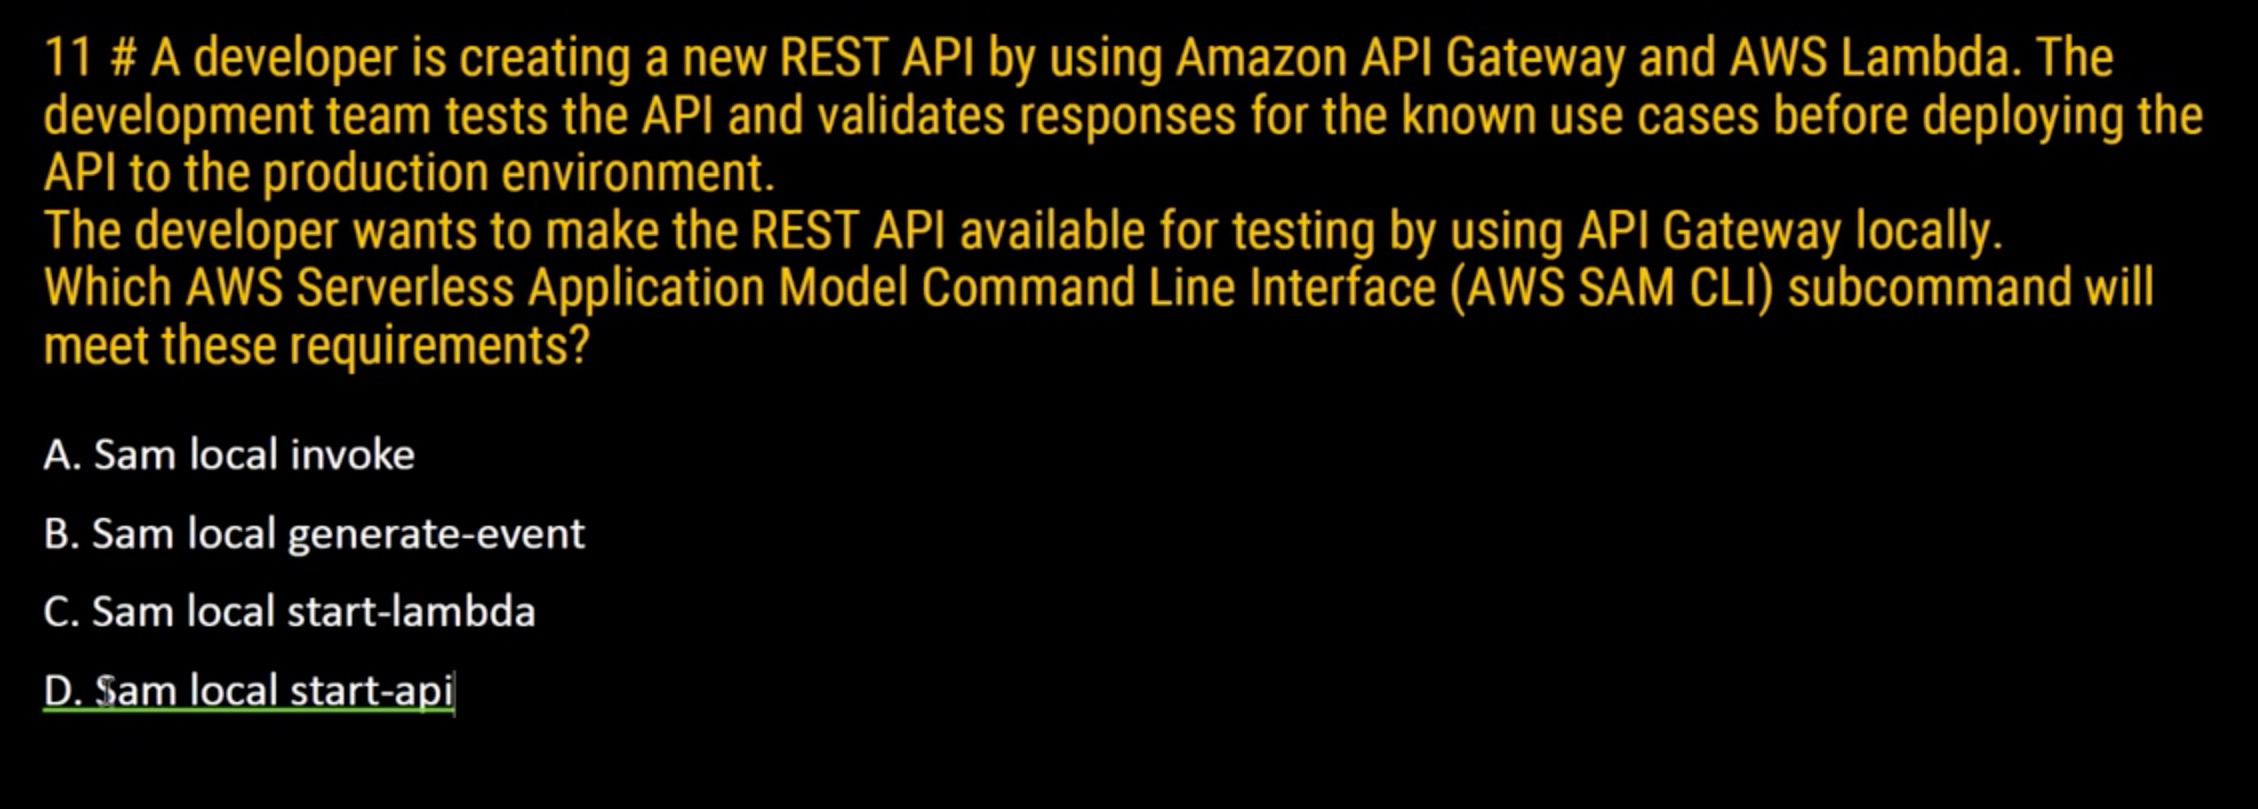 11 # A developer is creating a new REST API by using Amazon API Gateway and AWS Lambda. The
development team tests the API and validates responses for the known use cases before deploying the
API to the production environment.
The developer wants to make the REST API available for testing by using API Gateway locally.
Which AWS Serverless Application Model Command Line Interface (AWS SAM CLI) subcommand will
meet these requirements?
A. Sam local invoke
B. Sam local generate-event
C. Sam local start-lambda
D. Sam local start-api